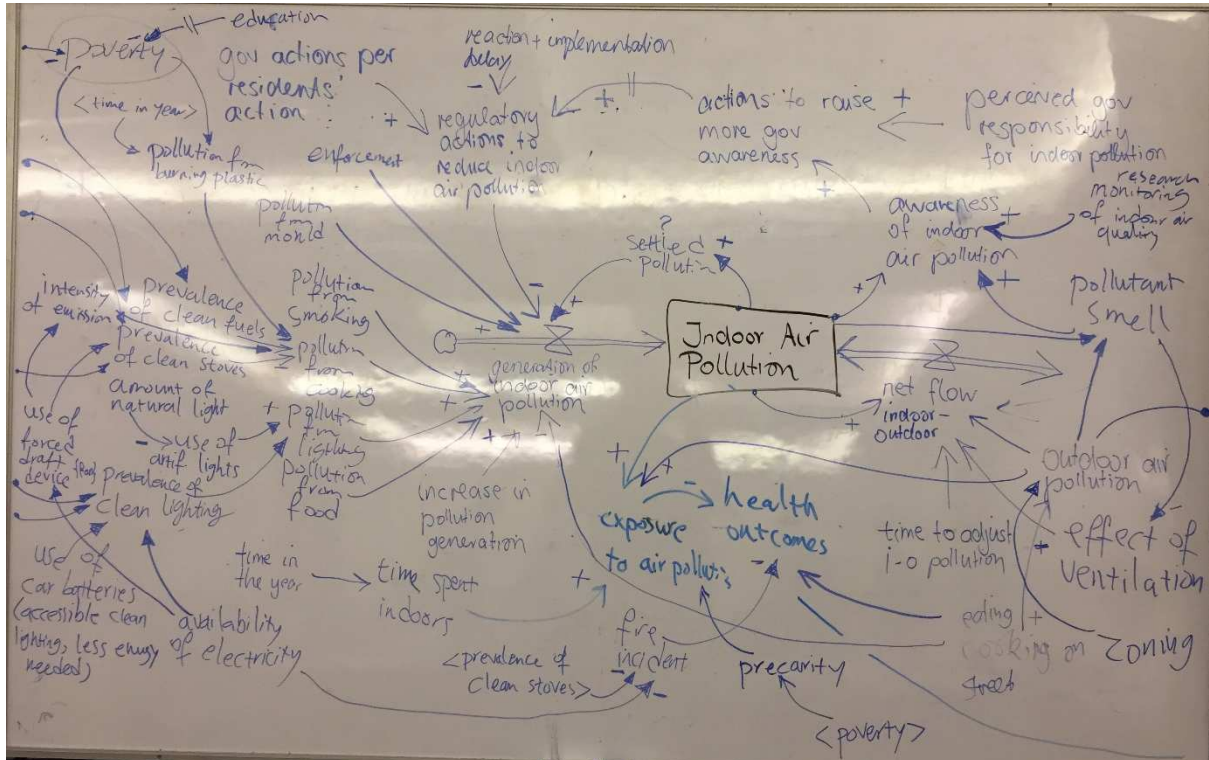 education
poverty
gov actions per
residents'
action
<time in year>
pollution frm
burning plastic
reaction + implementation
delay
regulatory
actions to
reduce indoor
air pollution
enforcement
actions to raise
more gov
awareness
perceived gov
responsibility
for indoor pollution
research
monitoring
of indoor air
quality
awareness
of indoor
air pollution
pollutant
smell
pollutn
frm
mould
?
settled
pollution
intensity
of emission
prevalence
of clean fuels
prevalence
of clean stoves
amount of
natural light
use of
artif lights
pollution
from
smoking
pollutn
from
cooking
pollutn
frm
lighting
pollution
from
food
generation of
indoor air
pollution
Indoor Air
Pollution
net flow
indoor-
outdoor
outdoor air
pollution
effect of
ventilation
time to adjust
i-o pollution
use of
forced
draft
device
prevalence of
clean lighting
use of
car batteries
(accessible clean
lighting, less energy
needed)
availability
of electricity
time in
the year
time spent
indoors
increase in
pollution
generation
health
outcomes
exposure
to air pollutn
fire
incident
<prevalence of
clean stoves>
precarity
<poverty>
eating
cooking on
street
zoning